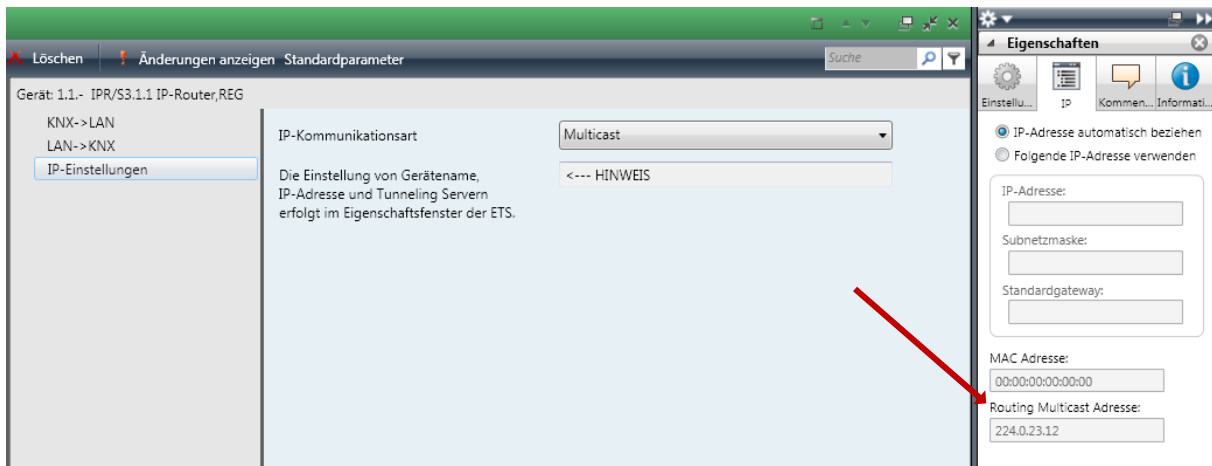 Löschen
Änderungen anzeigen
Standardparameter
Suche
Gerät: 1.1.- IPR/S3.1.1 IP-Router,REG
KNX->LAN
LAN->KNX
IP-Einstellungen
IP-Kommunikationsart
Multicast
Die Einstellung von Gerätename,
IP-Adresse und Tunneling Servern
erfolgt im Eigenschaftsfenster der ETS.
<--- HINWEIS
Eigenschaften
Einstellu...
IP
Kommen...
Informati...
IP-Adresse automatisch beziehen
Folgende IP-Adresse verwenden
IP-Adresse:
Subnetzmaske:
Standardgateway:
MAC Adresse:
00:00:00:00:00:00
Routing Multicast Adresse:
224.0.23.12